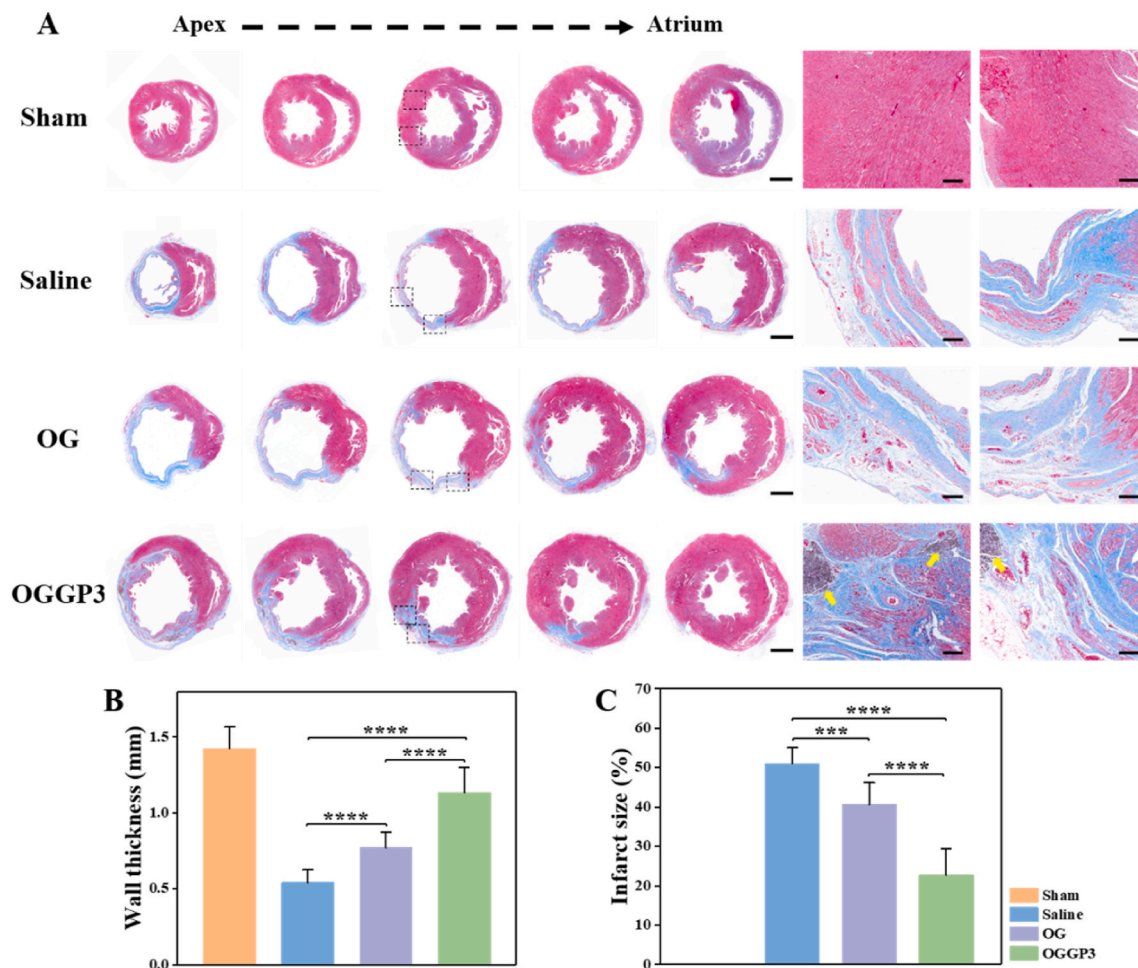 A
Apex
Atrium
Sham
Saline
OG
OGGP3
B
Wall thickness (mm)
1.5
1.0
0.5
0.0
****
****
****
C
Infarct size (%)
70
60
50
40
30
20
10
0
****
***
****
Sham
Saline
OG
OGGP3